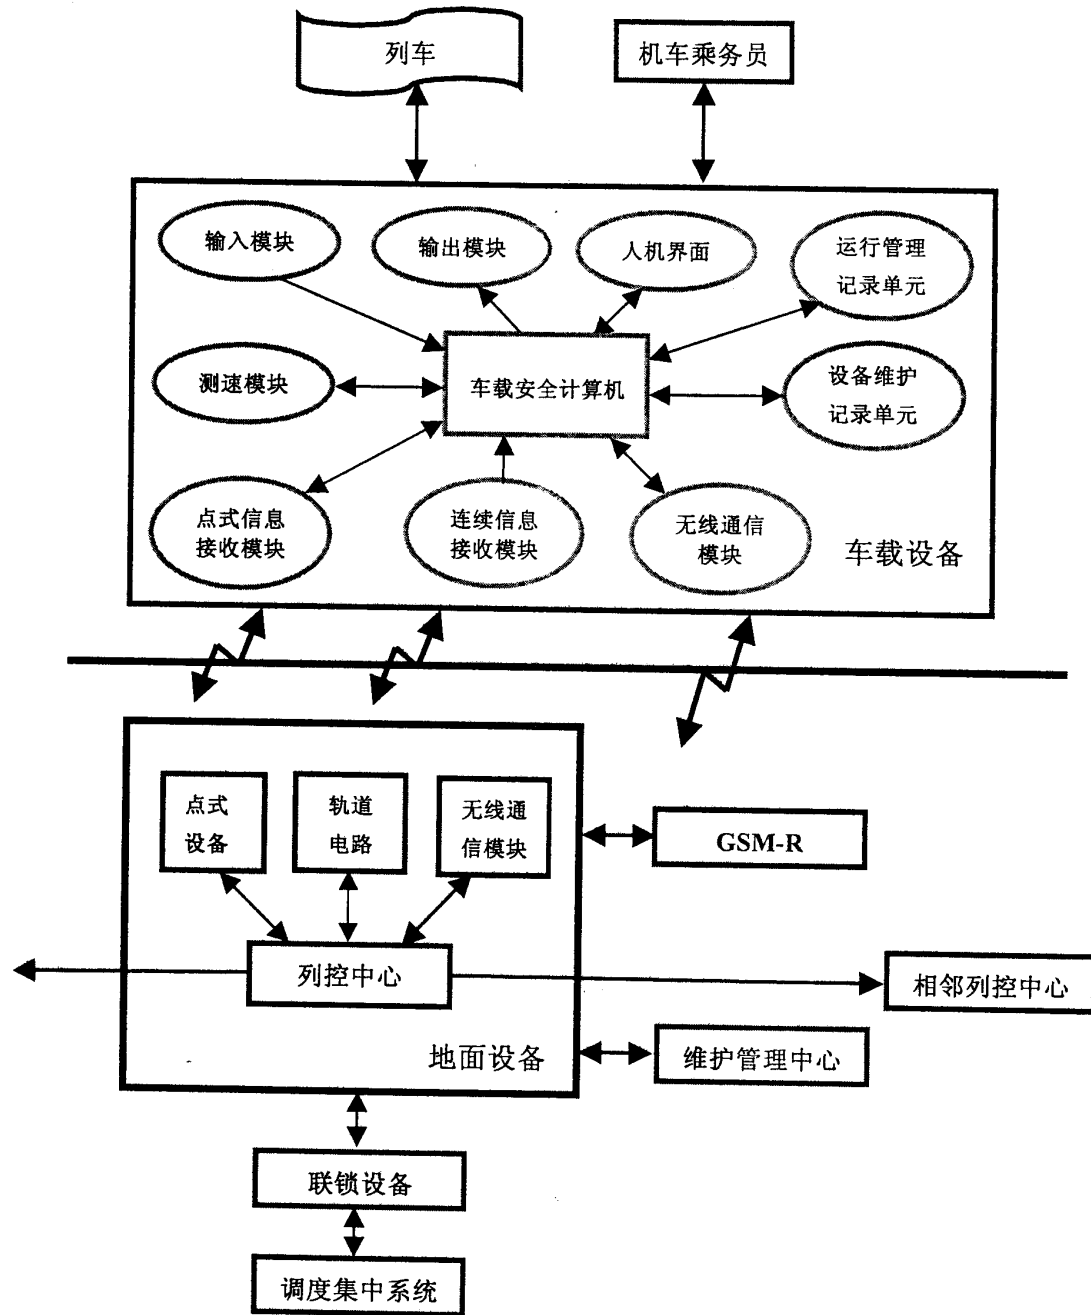 列车
机车乘务员
输入模块
输出模块
人机界面
运行管理
记录单元
测速模块
车载安全计算机
设备维护
记录单元
点式信息
接收模块
连续信息
接收模块
无线通信
模块
车载设备
点式
设备
轨道
电路
无线通
信模块
GSM-R
列控中心
相邻列控中心
地面设备
维护管理中心
联锁设备
调度集中系统